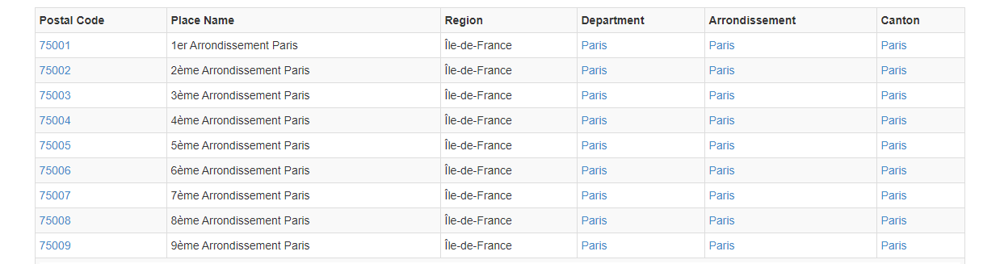 Postal Code Place Name Region Department Arrondissement Canton
75001 1er Arrondissement Paris Île-de-France Paris Paris Paris
75002 2ème Arrondissement Paris Île-de-France Paris Paris Paris
75003 3ème Arrondissement Paris Île-de-France Paris Paris Paris
75004 4ème Arrondissement Paris Île-de-France Paris Paris Paris
75005 5ème Arrondissement Paris Île-de-France Paris Paris Paris
75006 6ème Arrondissement Paris Île-de-France Paris Paris Paris
75007 7ème Arrondissement Paris Île-de-France Paris Paris Paris
75008 8ème Arrondissement Paris Île-de-France Paris Paris Paris
75009 9ème Arrondissement Paris Île-de-France Paris Paris Paris